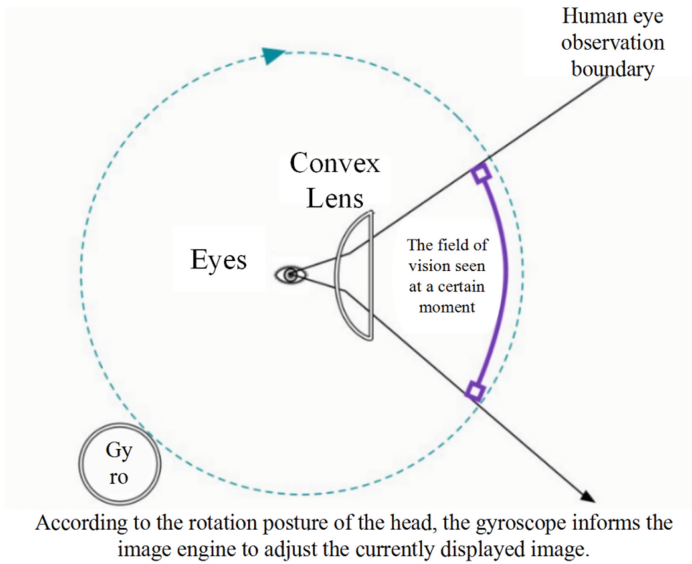 Human eye
observation
boundary
Convex
Lens
Eyes
The field of
vision seen
at a certain
moment
Gy
ro
According to the rotation posture of the head, the gyroscope informs the
image engine to adjust the currently displayed image.